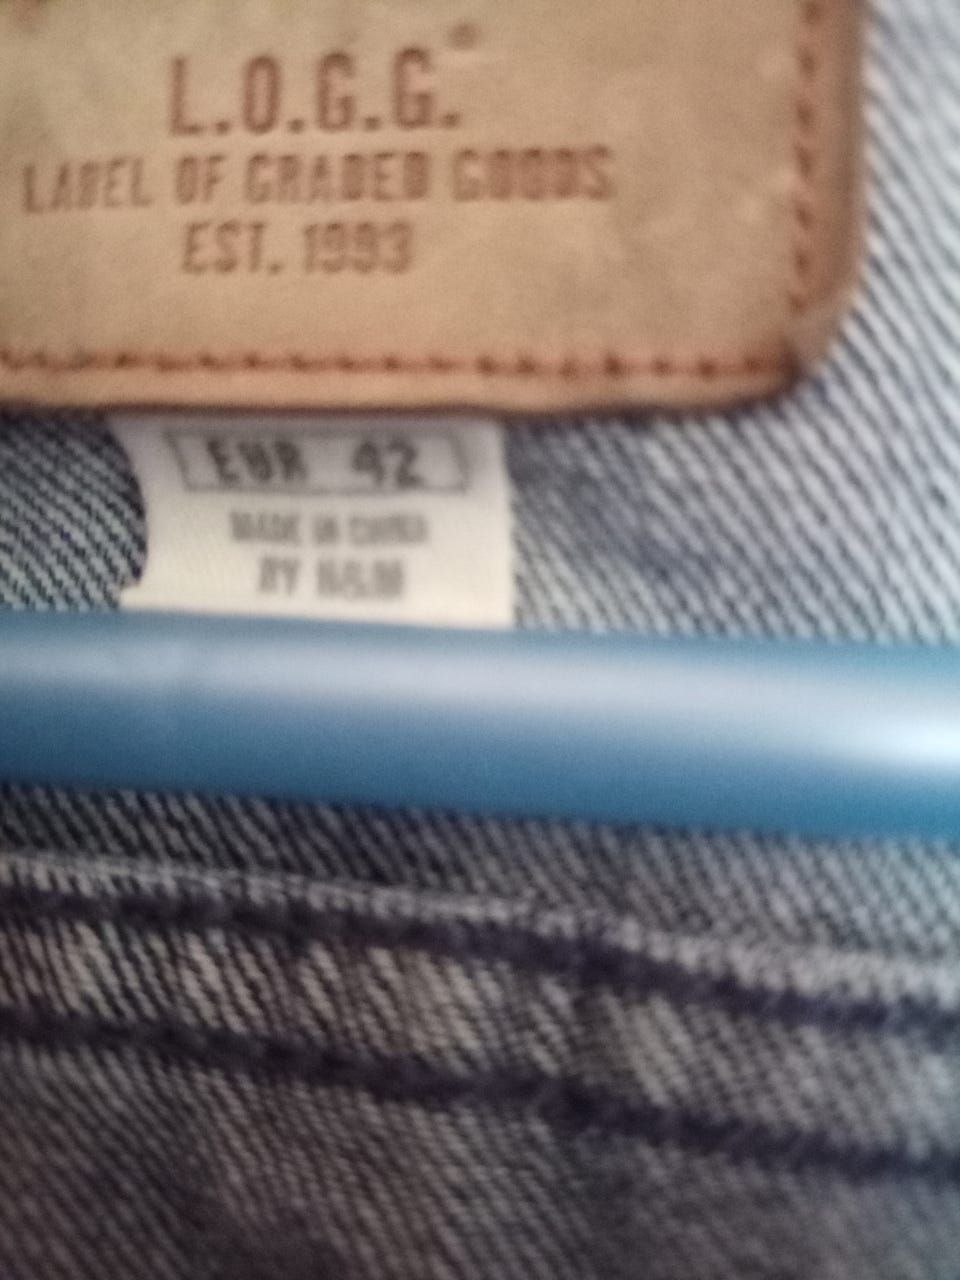 L.O.G.G.®
LABEL OF GRADED GOODS
EST. 1993
EUR 42
MADE IN CHINA
BY H&M